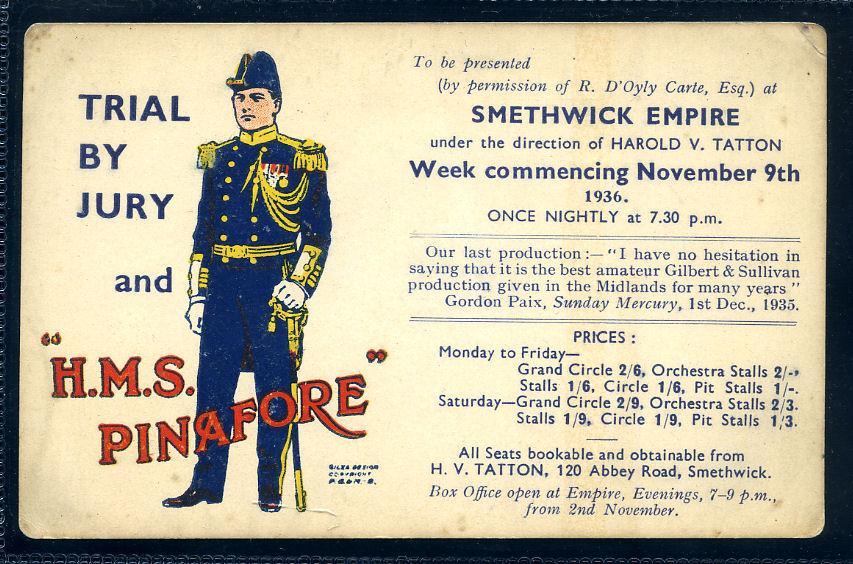 TRIAL
BY
JURY
and
"H.M.S.
PINAFORE"
To be presented
(by permission of R. D'Oyly Carte, Esq.) at
SMETHWICK EMPIRE
under the direction of HAROLD V. TATTON
Week commencing November 9th
1936.
ONCE NIGHTLY at 7.30 p.m.
Our last production :— "I have no hesitation in
saying that it is the best amateur Gilbert & Sullivan
production given in the Midlands for many years"
Gordon Paix, Sunday Mercury, 1st Dec., 1935.
PRICES :
Monday to Friday—
Grand Circle 2/6, Orchestra Stalls 2/-,
Stalls 1/6, Circle 1/6, Pit Stalls 1/-.
Saturday—Grand Circle 2/9, Orchestra Stalls 2/3.
Stalls 1/9, Circle 1/9, Pit Stalls 1/3.
All Seats bookable and obtainable from
H. V. TATTON, 120 Abbey Road, Smethwick.
Box Office open at Empire, Evenings, 7–9 p.m.,
from 2nd November.
DESIGN
COPYRIGHT